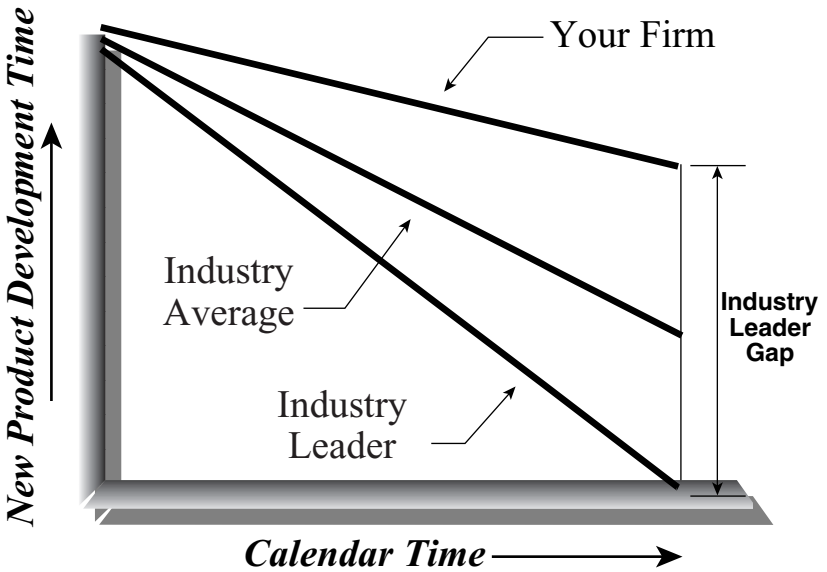 Your Firm
New Product Development Time
Industry
Average
Industry
Leader
Gap
Industry
Leader
Calendar Time